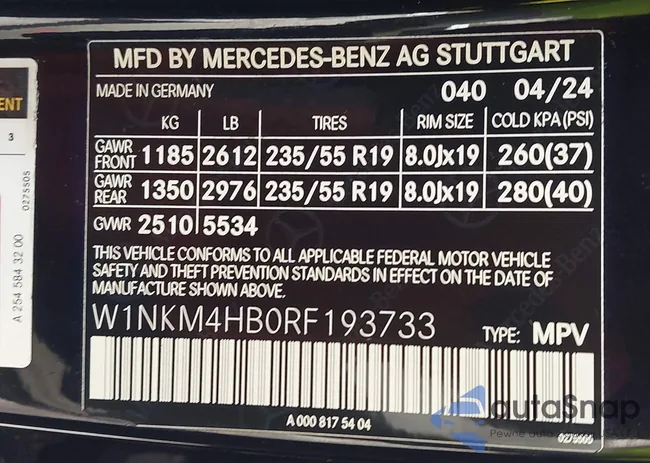 MFD BY MERCEDES-BENZ AG STUTTGART
MADE IN GERMANY 040 04/24
KG LB TIRES RIM SIZE COLD KPA (PSI)
GAWR FRONT 1185 2612 235/55 R19 8.0Jx19 260(37)
GAWR REAR 1350 2976 235/55 R19 8.0Jx19 280(40)
GVWR 2510 5534
THIS VEHICLE CONFORMS TO ALL APPLICABLE FEDERAL MOTOR VEHICLE
SAFETY AND THEFT PREVENTION STANDARDS IN EFFECT ON THE DATE OF
MANUFACTURE SHOWN ABOVE.
W1NKM4HB0RF193733 TYPE: MPV
A 000 817 54 04
0275505
ENT
3
0275505
A 254 584 32 00
autoSnap